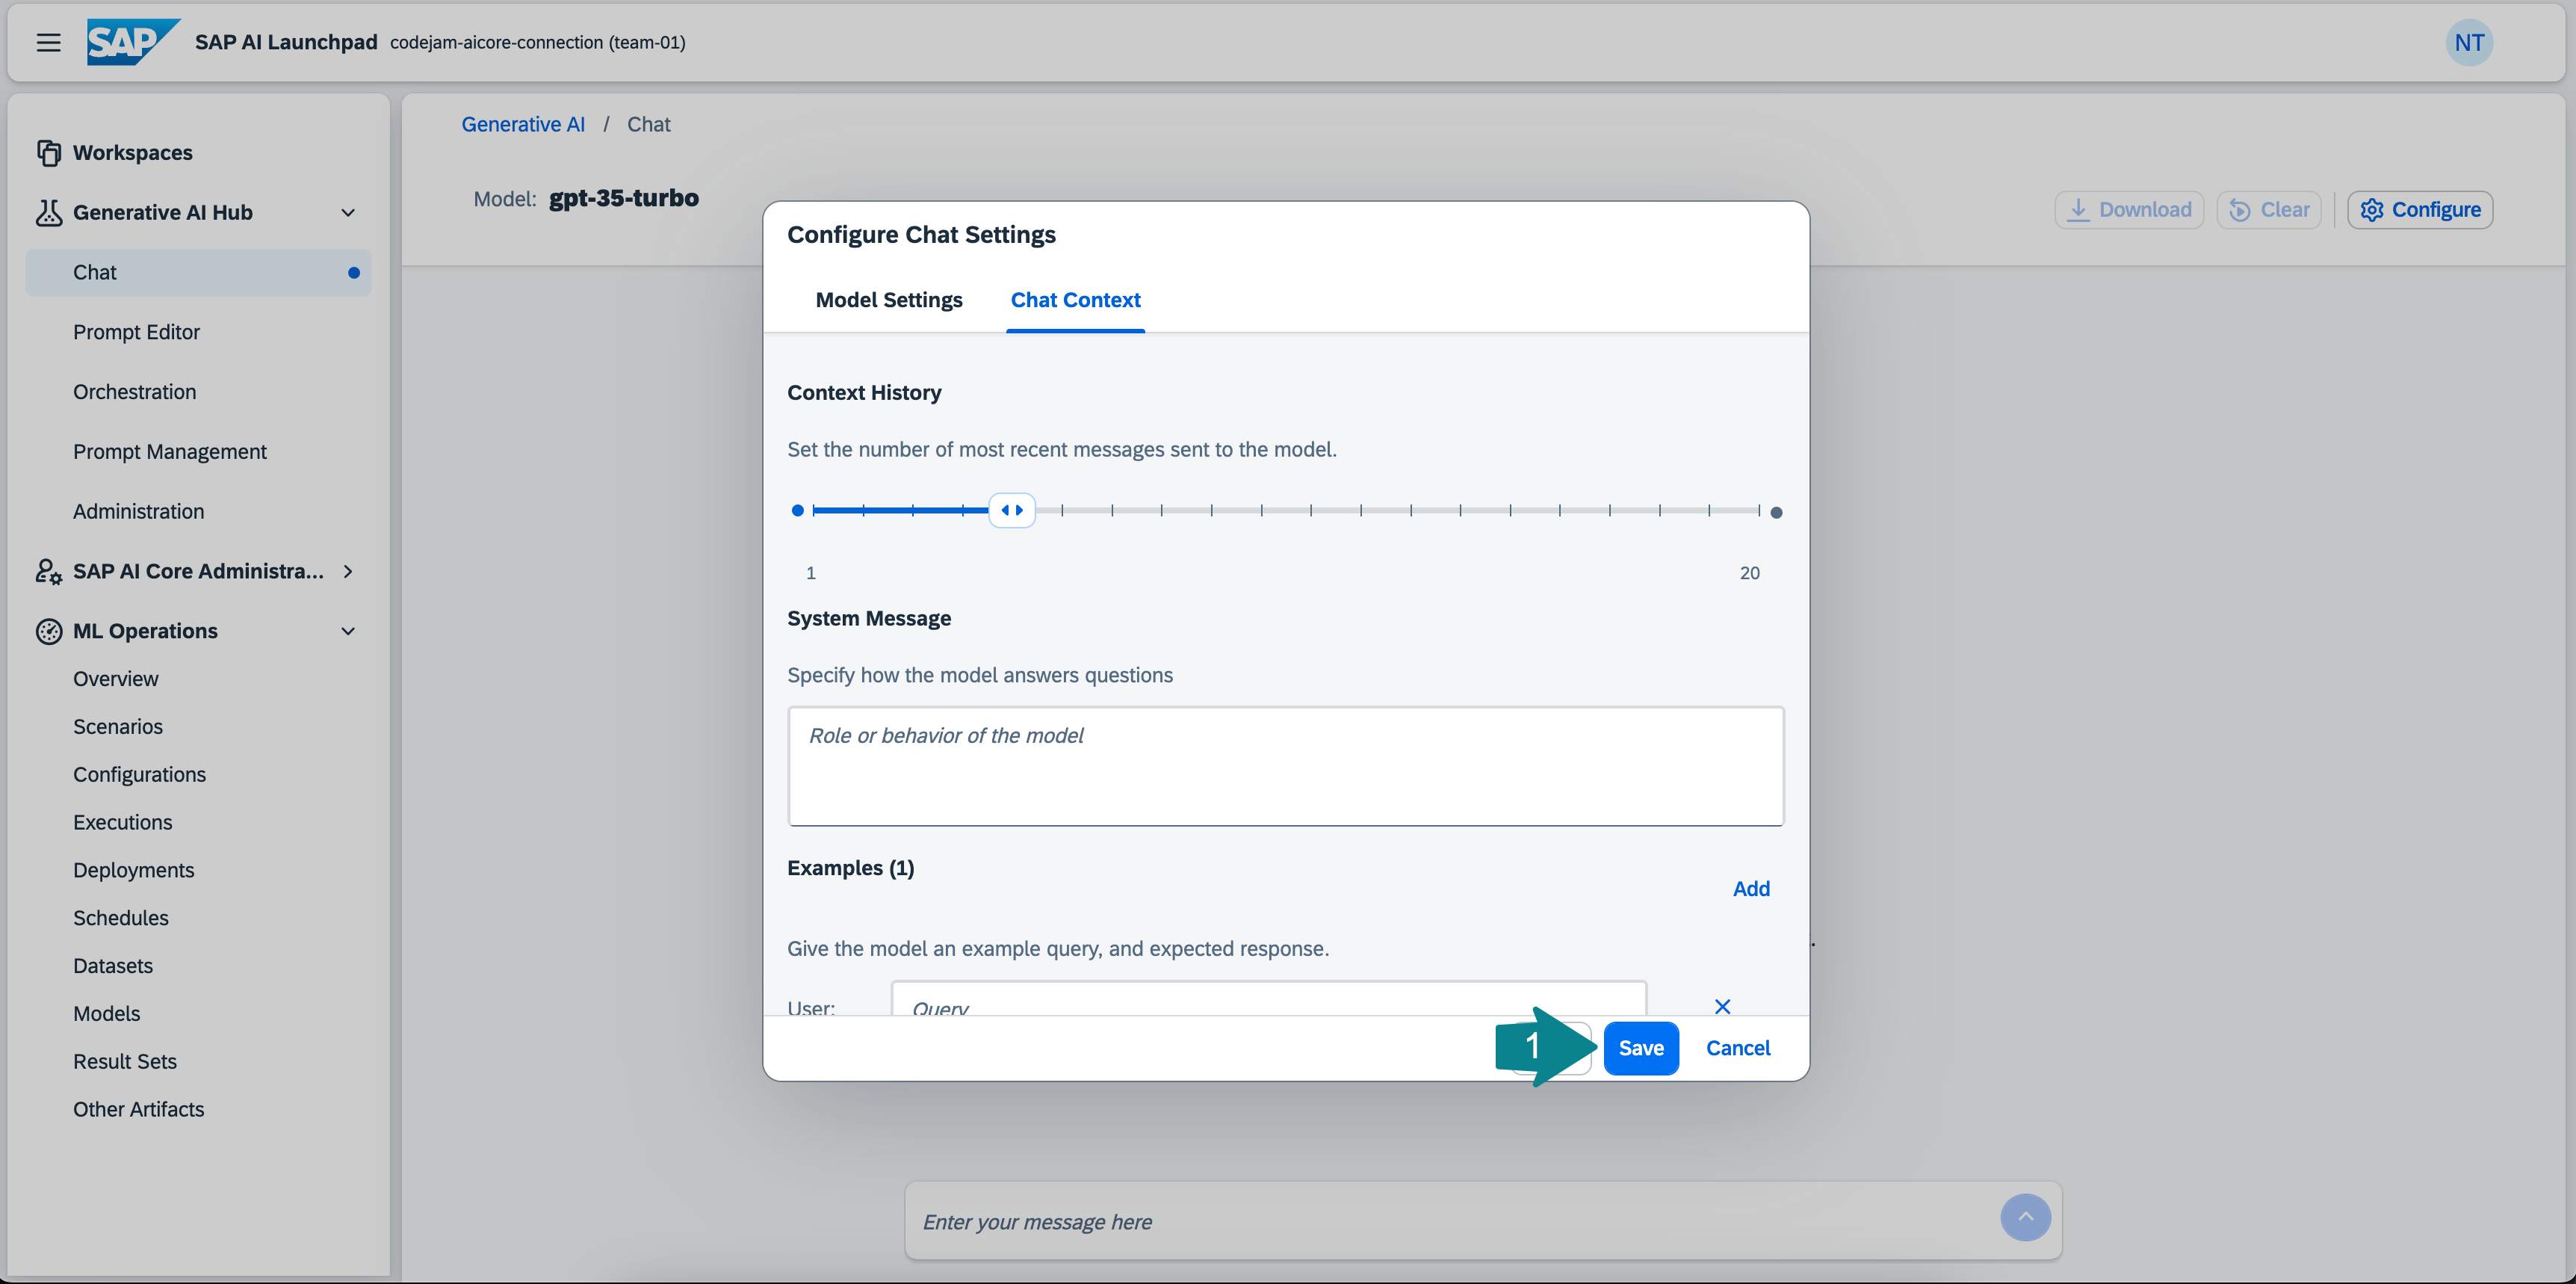 SAP SAP AI Launchpad codejam-aicore-connection (team-01) NT
Workspaces
Generative AI Hub
Chat
Prompt Editor
Orchestration
Prompt Management
Administration
SAP AI Core Administra...
ML Operations
Overview
Scenarios
Configurations
Executions
Deployments
Schedules
Datasets
Models
Result Sets
Other Artifacts
Generative AI / Chat
Model: gpt-35-turbo
Download Clear Configure
Configure Chat Settings
Model Settings Chat Context
Context History
Set the number of most recent messages sent to the model.
1 20
System Message
Specify how the model answers questions
Role or behavior of the model
Examples (1)
Add
Give the model an example query, and expected response.
User: Query
1 Save Cancel
Enter your message here